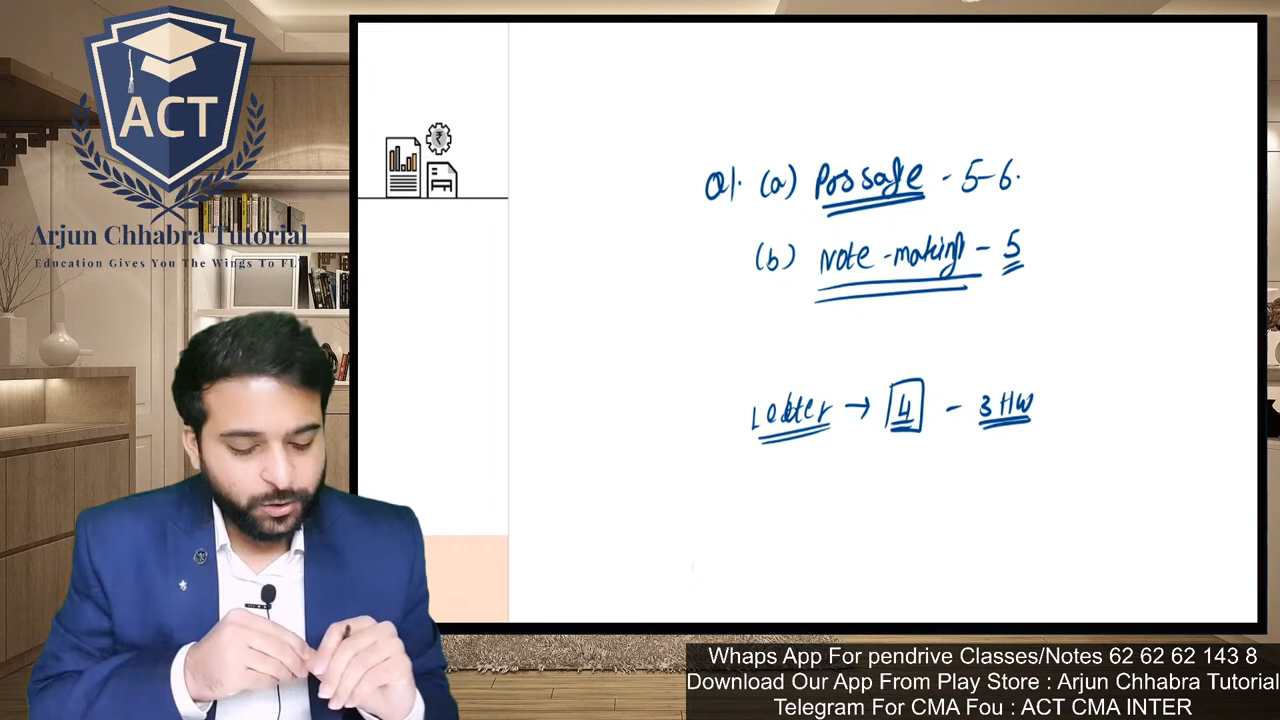 ACT
Arjun Chhabra Tutorial
Education Gives You The Wings To FLY
Q1. (a) Passage - 5-6.
(b) Note-making - 5
Letter → 4 - 3 HW
Whaps App For pendrive Classes/Notes 62 62 62 143 8
Download Our App From Play Store : Arjun Chhabra Tutorial
Telegram For CMA Fou : ACT CMA INTER